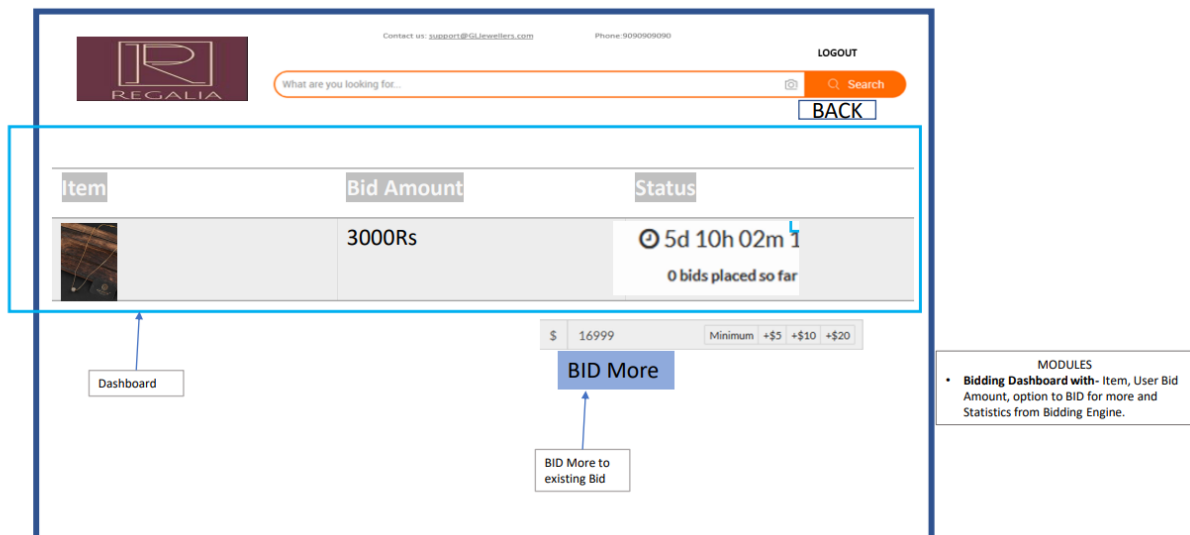 Contact us: support@GLJewellers.com Phone:9090909090
LOGOUT
REGALIA
What are you looking for... Search
BACK
Item Bid Amount Status
3000Rs 5d 10h 02m 1
0 bids placed so far
$ 16999 Minimum +$5 +$10 +$20
BID More
Dashboard
BID More to
existing Bid
MODULES
• Bidding Dashboard with- Item, User Bid
Amount, option to BID for more and
Statistics from Bidding Engine.